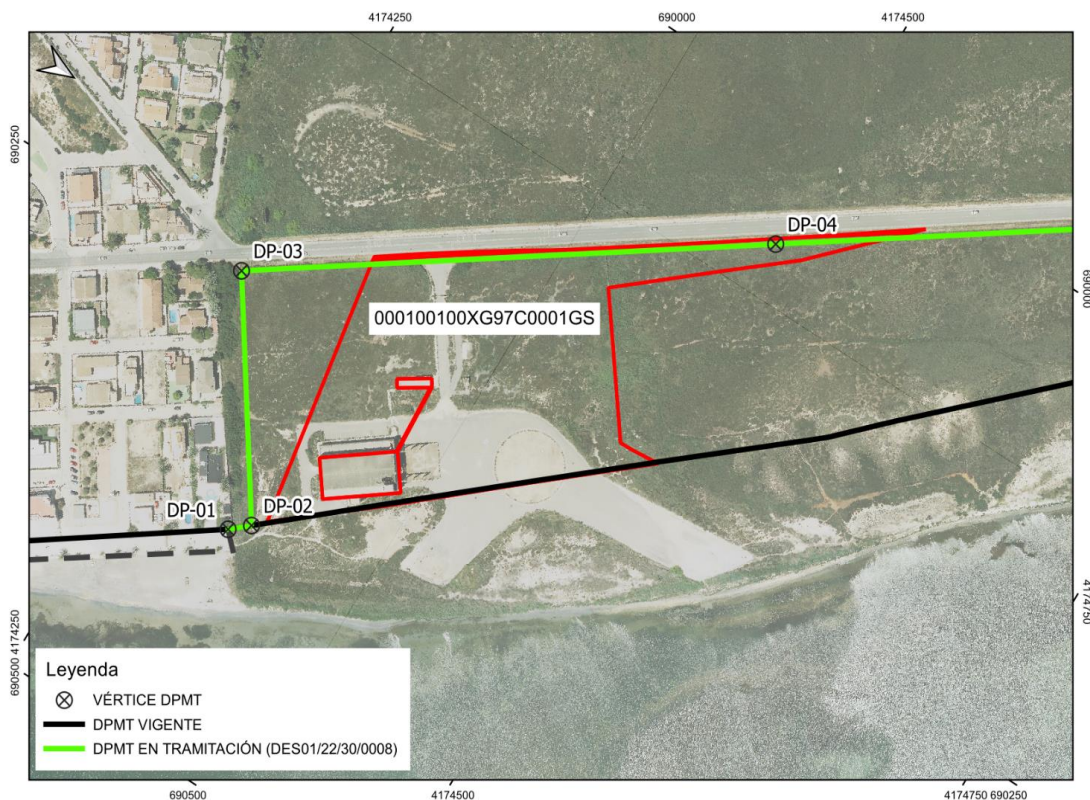 4174250
690000
4174500
690250
DP-04
DP-03
690000
000100100XG97C0001GS
DP-01
DP-02
4174250
690500
4174750
Leyenda
VÉRTICE DPMT
DPMT VIGENTE
DPMT EN TRAMITACIÓN (DES01/22/30/0008)
690500
4174500
4174750
690250